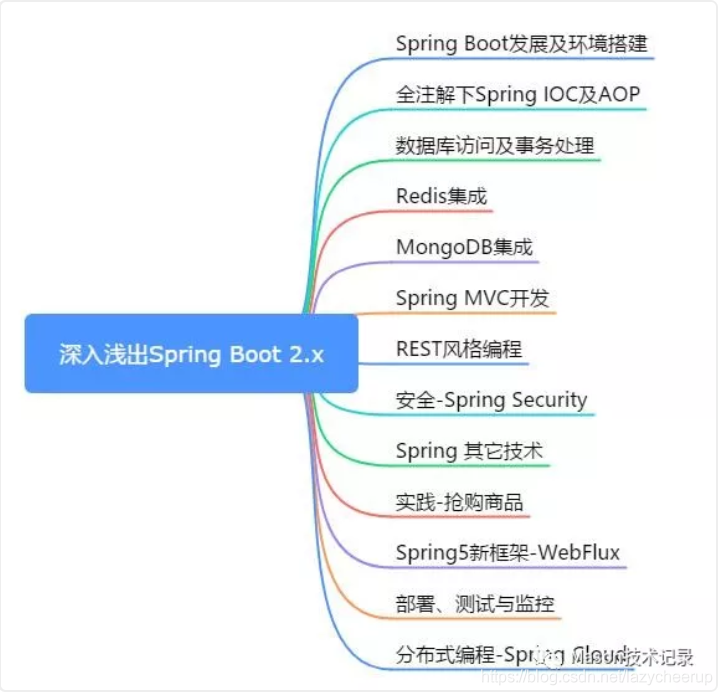 Spring Boot发展及环境搭建
全注解下Spring IOC及AOP
数据库访问及事务处理
Redis集成
MongoDB集成
Spring MVC开发
深入浅出Spring Boot 2.x
REST风格编程
安全-Spring Security
Spring 其它技术
实践-抢购商品
Spring5新框架-WebFlux
部署、测试与监控
分布式编程-Spring Cloud
Mason技术记录
https://blog.csdn.net/lazycheerup